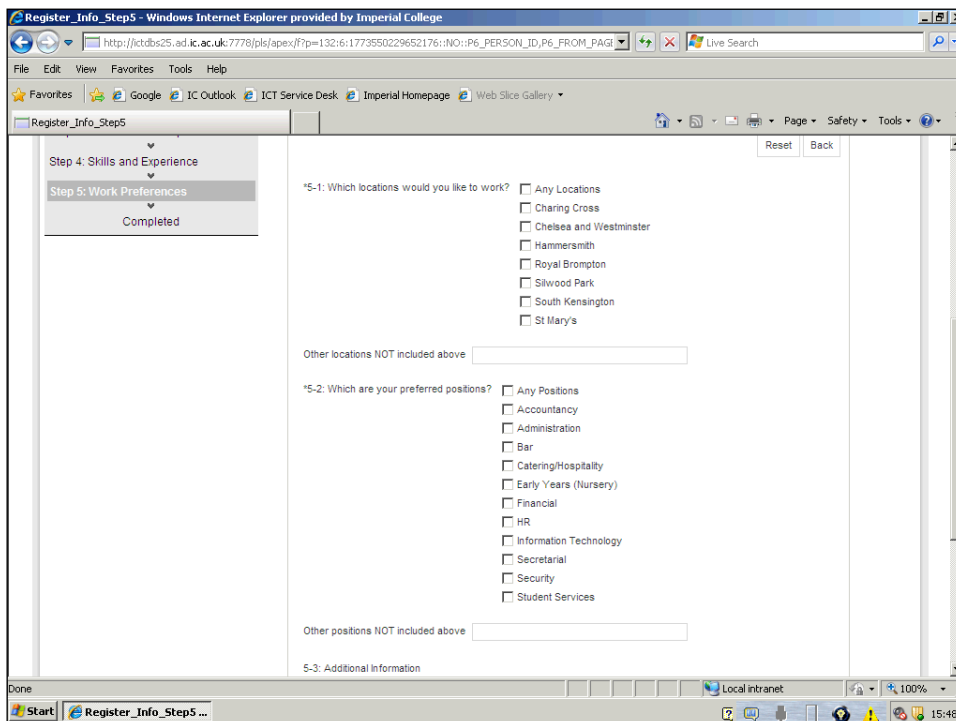 Register_Info_Step5 - Windows Internet Explorer provided by Imperial College
http://ictdbs25.ad.ic.ac.uk:7778/pls/apex/f?p=132:6:1773550229652176::NO::P6_PERSON_ID,P6_FROM_PAGE
Live Search
File Edit View Favorites Tools Help
Favorites Google IC Outlook ICT Service Desk Imperial Homepage Web Slice Gallery
Register_Info_Step5
Page Safety Tools
Step 4: Skills and Experience
Step 5: Work Preferences
Completed
Reset Back
*5-1: Which locations would you like to work? Any Locations
Charing Cross
Chelsea and Westminster
Hammersmith
Royal Brompton
Silwood Park
South Kensington
St Mary's
Other locations NOT included above
*5-2: Which are your preferred positions? Any Positions
Accountancy
Administration
Bar
Catering/Hospitality
Early Years (Nursery)
Financial
HR
Information Technology
Secretarial
Security
Student Services
Other positions NOT included above
5-3: Additional Information
Done Local intranet 100%
Start Register_Info_Step5 ... 15:48